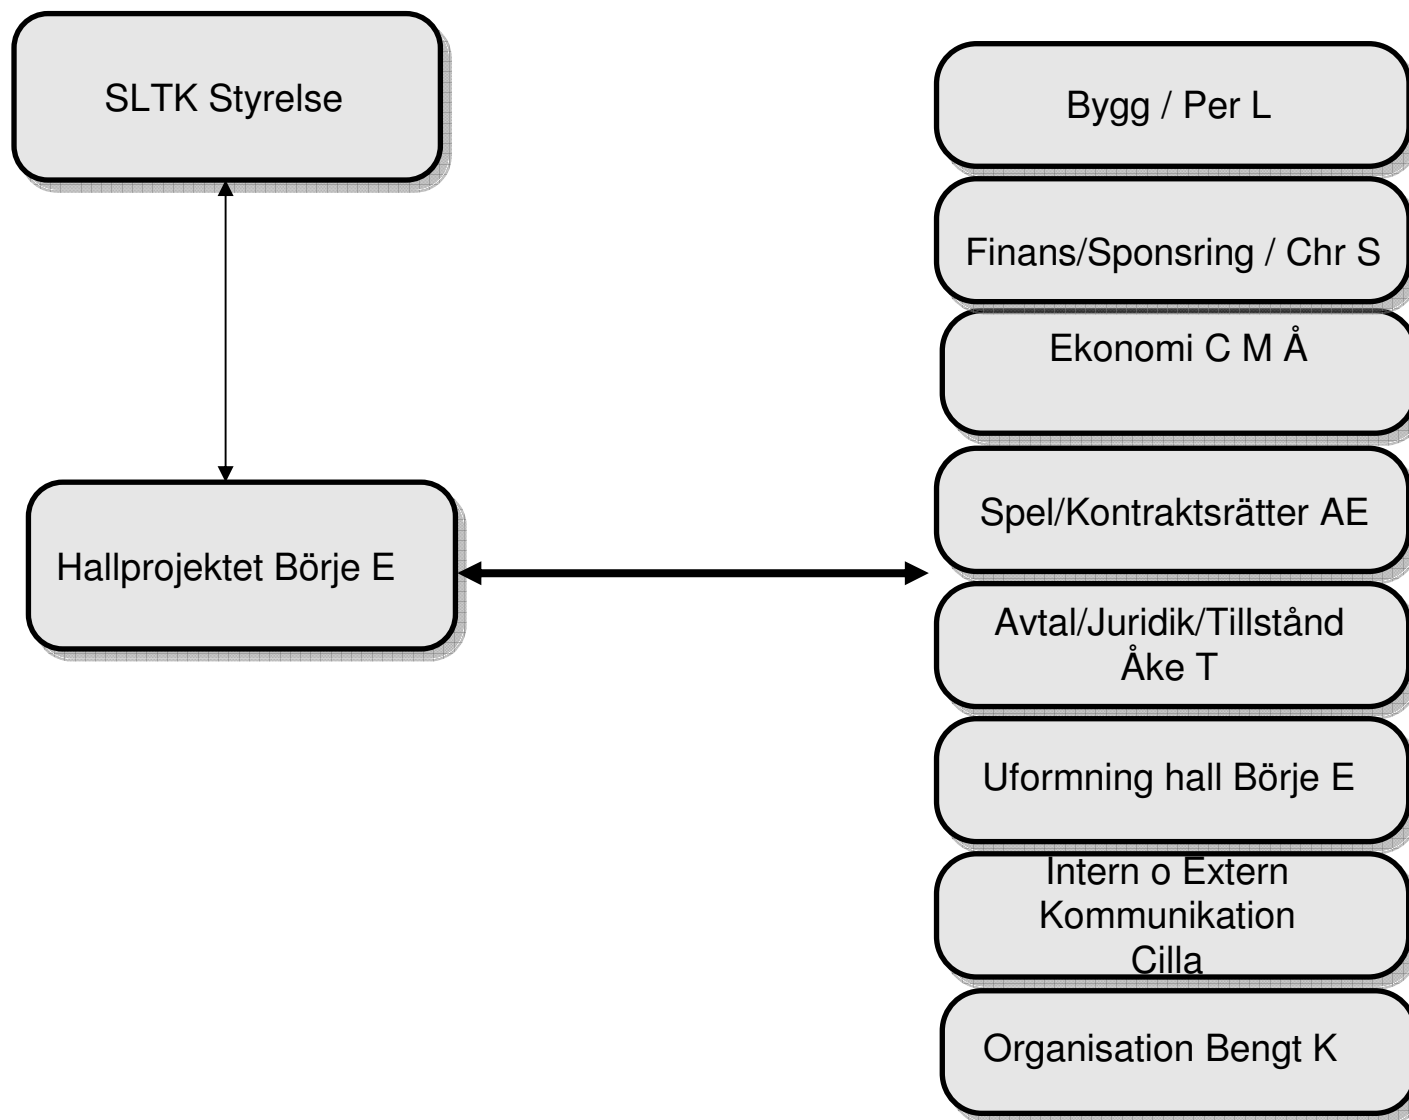 SLTK Styrelse
Hallprojektet Börje E
Bygg / Per L
Finans/Sponsring / Chr S
Ekonomi C M Å
Spel/Kontraktsrätter AE
Avtal/Juridik/Tillstånd
Åke T
Uformning hall Börje E
Intern o Extern
Kommunikation
Cilla
Organisation Bengt K